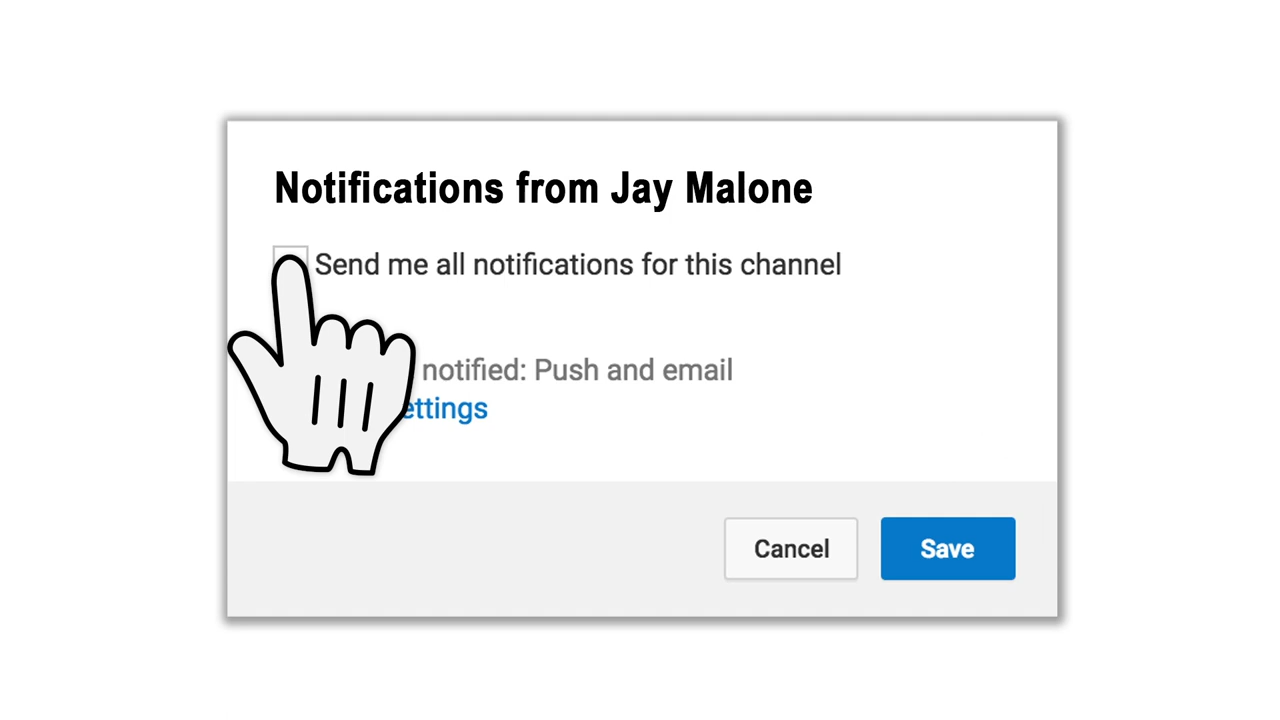 Notifications from Jay Malone
Send me all notifications for this channel
notified: Push and email
ettings
Cancel
Save